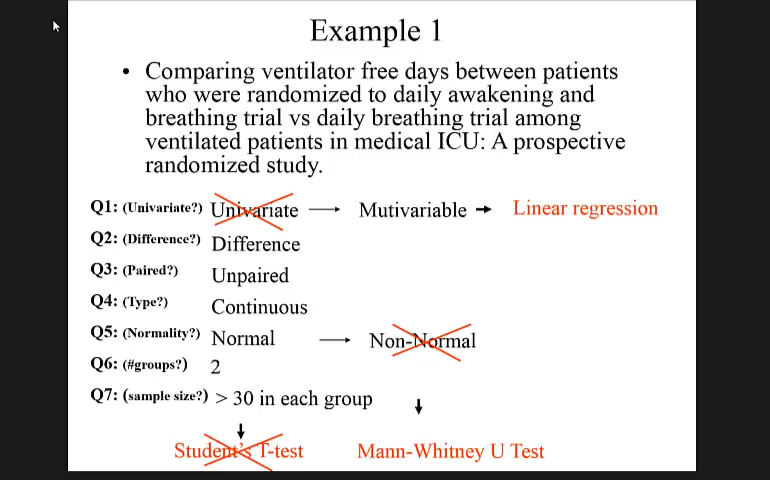 Example 1
• Comparing ventilator free days between patients
who were randomized to daily awakening and
breathing trial vs daily breathing trial among
ventilated patients in medical ICU: A prospective
randomized study.
Q1: (Univariate?) Univariate → Mutivariable → Linear regression
Q2: (Difference?) Difference
Q3: (Paired?) Unpaired
Q4: (Type?) Continuous
Q5: (Normality?) Normal → Non-Normal
Q6: (#groups?) 2
Q7: (sample size?) > 30 in each group
Student's T-test Mann-Whitney U Test